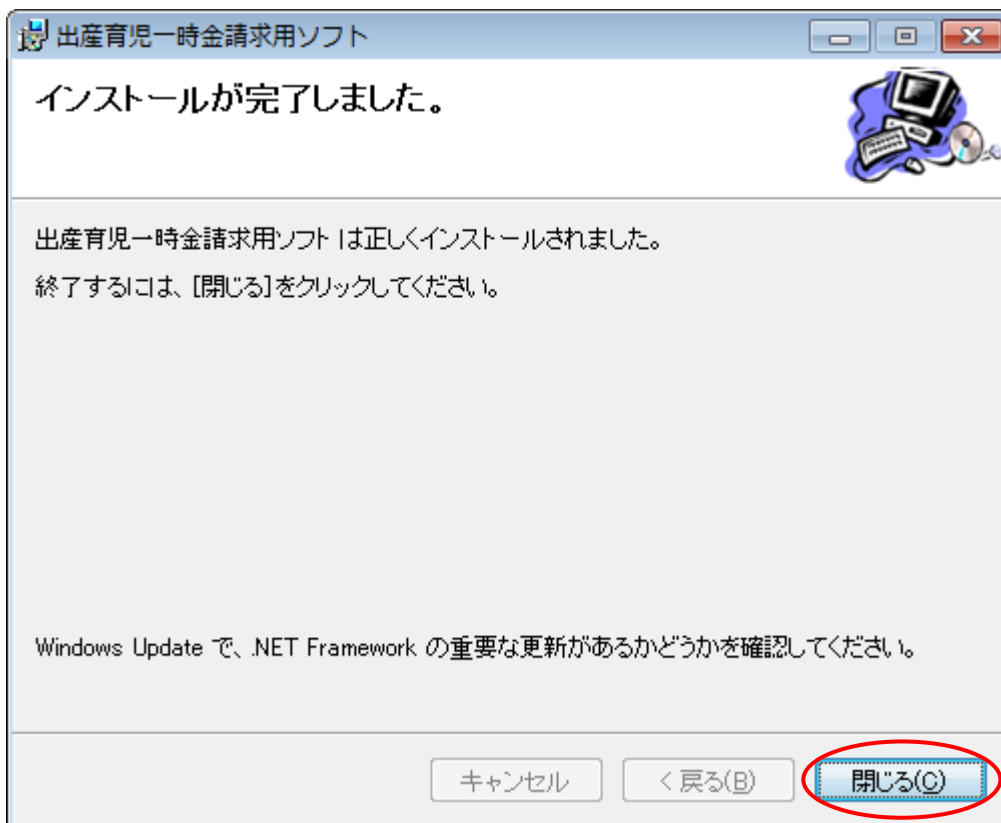 出産育児一時金請求用ソフト
インストールが完了しました。
出産育児一時金請求用ソフト は正しくインストールされました。
終了するには、[閉じる]をクリックしてください。
Windows Update で、.NET Framework の重要な更新があるかどうかを確認してください。
キャンセル
< 戻る(B)
閉じる(C)